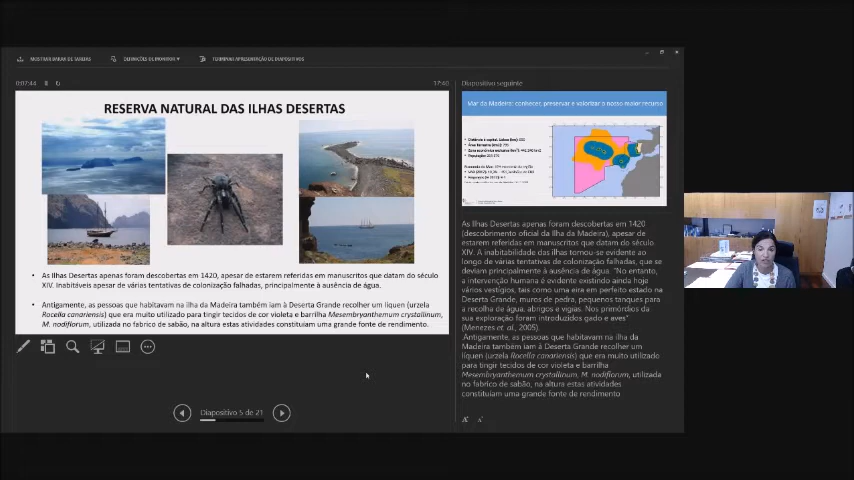 MOSTRAR BARRA DE TAREFAS
DEFINIÇÕES DE MONITOR ▾
TERMINAR APRESENTAÇÃO DE DIAPOSITIVOS
0:07:44
17:40
RESERVA NATURAL DAS ILHAS DESERTAS
• As Ilhas Desertas apenas foram descobertas em 1420, apesar de estarem referidas em manuscritos que datam do século
XIV. Inabitáveis apesar de várias tentativas de colonização falhadas, principalmente à ausência de água.
• Antigamente, as pessoas que habitavam na ilha da Madeira também iam à Deserta Grande recolher um líquen (urzela
Rocella canariensis) que era muito utilizado para tingir tecidos de cor violeta e barrilha Mesembryanthemum crystallinum,
M. nodiflorum, utilizada no fabrico de sabão, na altura estas atividades constituíam uma grande fonte de rendimento.
Diapositivo 5 de 21
Diapositivo seguinte
Mar da Madeira: conhecer, preservar e valorizar o nosso maior recurso
As Ilhas Desertas apenas foram descobertas em 1420
(descobrimento oficial da Ilha da Madeira), apesar de
estarem referidas em manuscritos que datam do século
XIV. A inabitabilidade das ilhas tornou-se evidente ao
longo de várias tentativas de colonização falhadas, que se
deviam principalmente à ausência de água. "No entanto,
a intervenção humana é evidente existindo ainda hoje
vários vestígios, tais como uma eira em perfeito estado na
Deserta Grande, muros de pedra, pequenos tanques para
a recolha de água, abrigos e vigias. Nos primórdios da
sua exploração foram introduzidos gado e aves"
(Menezes et. al., 2005).
Antigamente, as pessoas que habitavam na ilha da
Madeira também iam à Deserta Grande recolher um
líquen (urzela Rocella canariensis) que era muito utilizado
para tingir tecidos de cor violeta e barrilha
Mesembryanthemum crystallinum, M. nodiflorum, utilizada
no fabrico de sabão, na altura estas atividades
constituíam uma grande fonte de rendimento